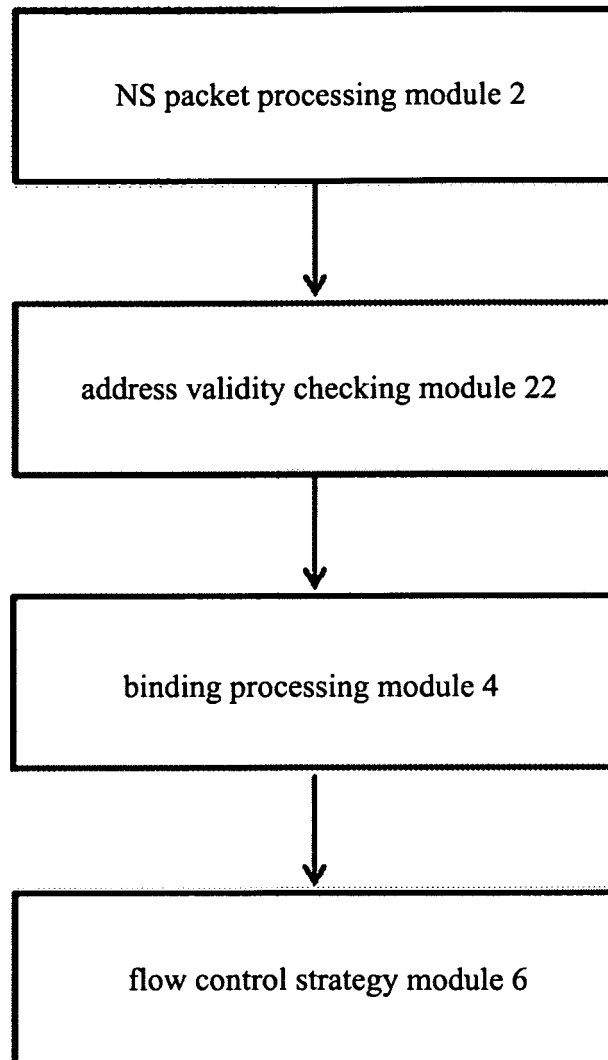 NS packet processing module 2
address validity checking module 22
binding processing module 4
flow control strategy module 6